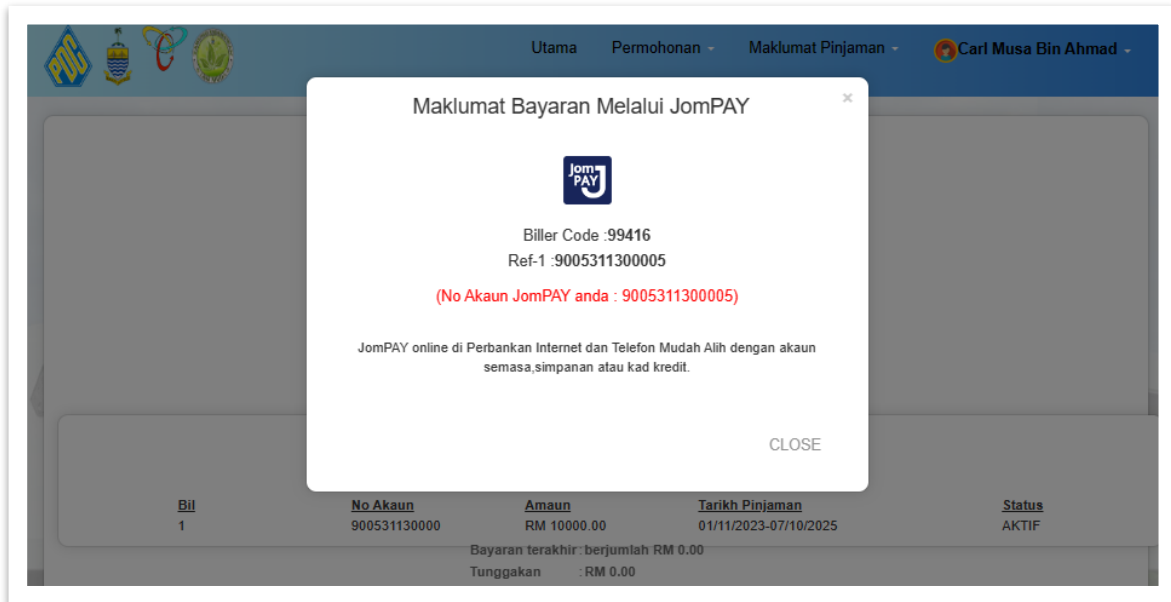 PDC
Utama Permohonan Maklumat Pinjaman Carl Musa Bin Ahmad
Maklumat Bayaran Melalui JomPAY
×
Jom
PAY
Biller Code :99416
Ref-1 :9005311300005
(No Akaun JomPAY anda : 9005311300005)
JomPAY online di Perbankan Internet dan Telefon Mudah Alih dengan akaun
semasa,simpanan atau kad kredit.
CLOSE
Bil No Akaun Amaun Tarikh Pinjaman Status
1 900531130000 RM 10000.00 01/11/2023-07/10/2025 AKTIF
Bayaran terakhir : berjumlah RM 0.00
Tunggakan : RM 0.00